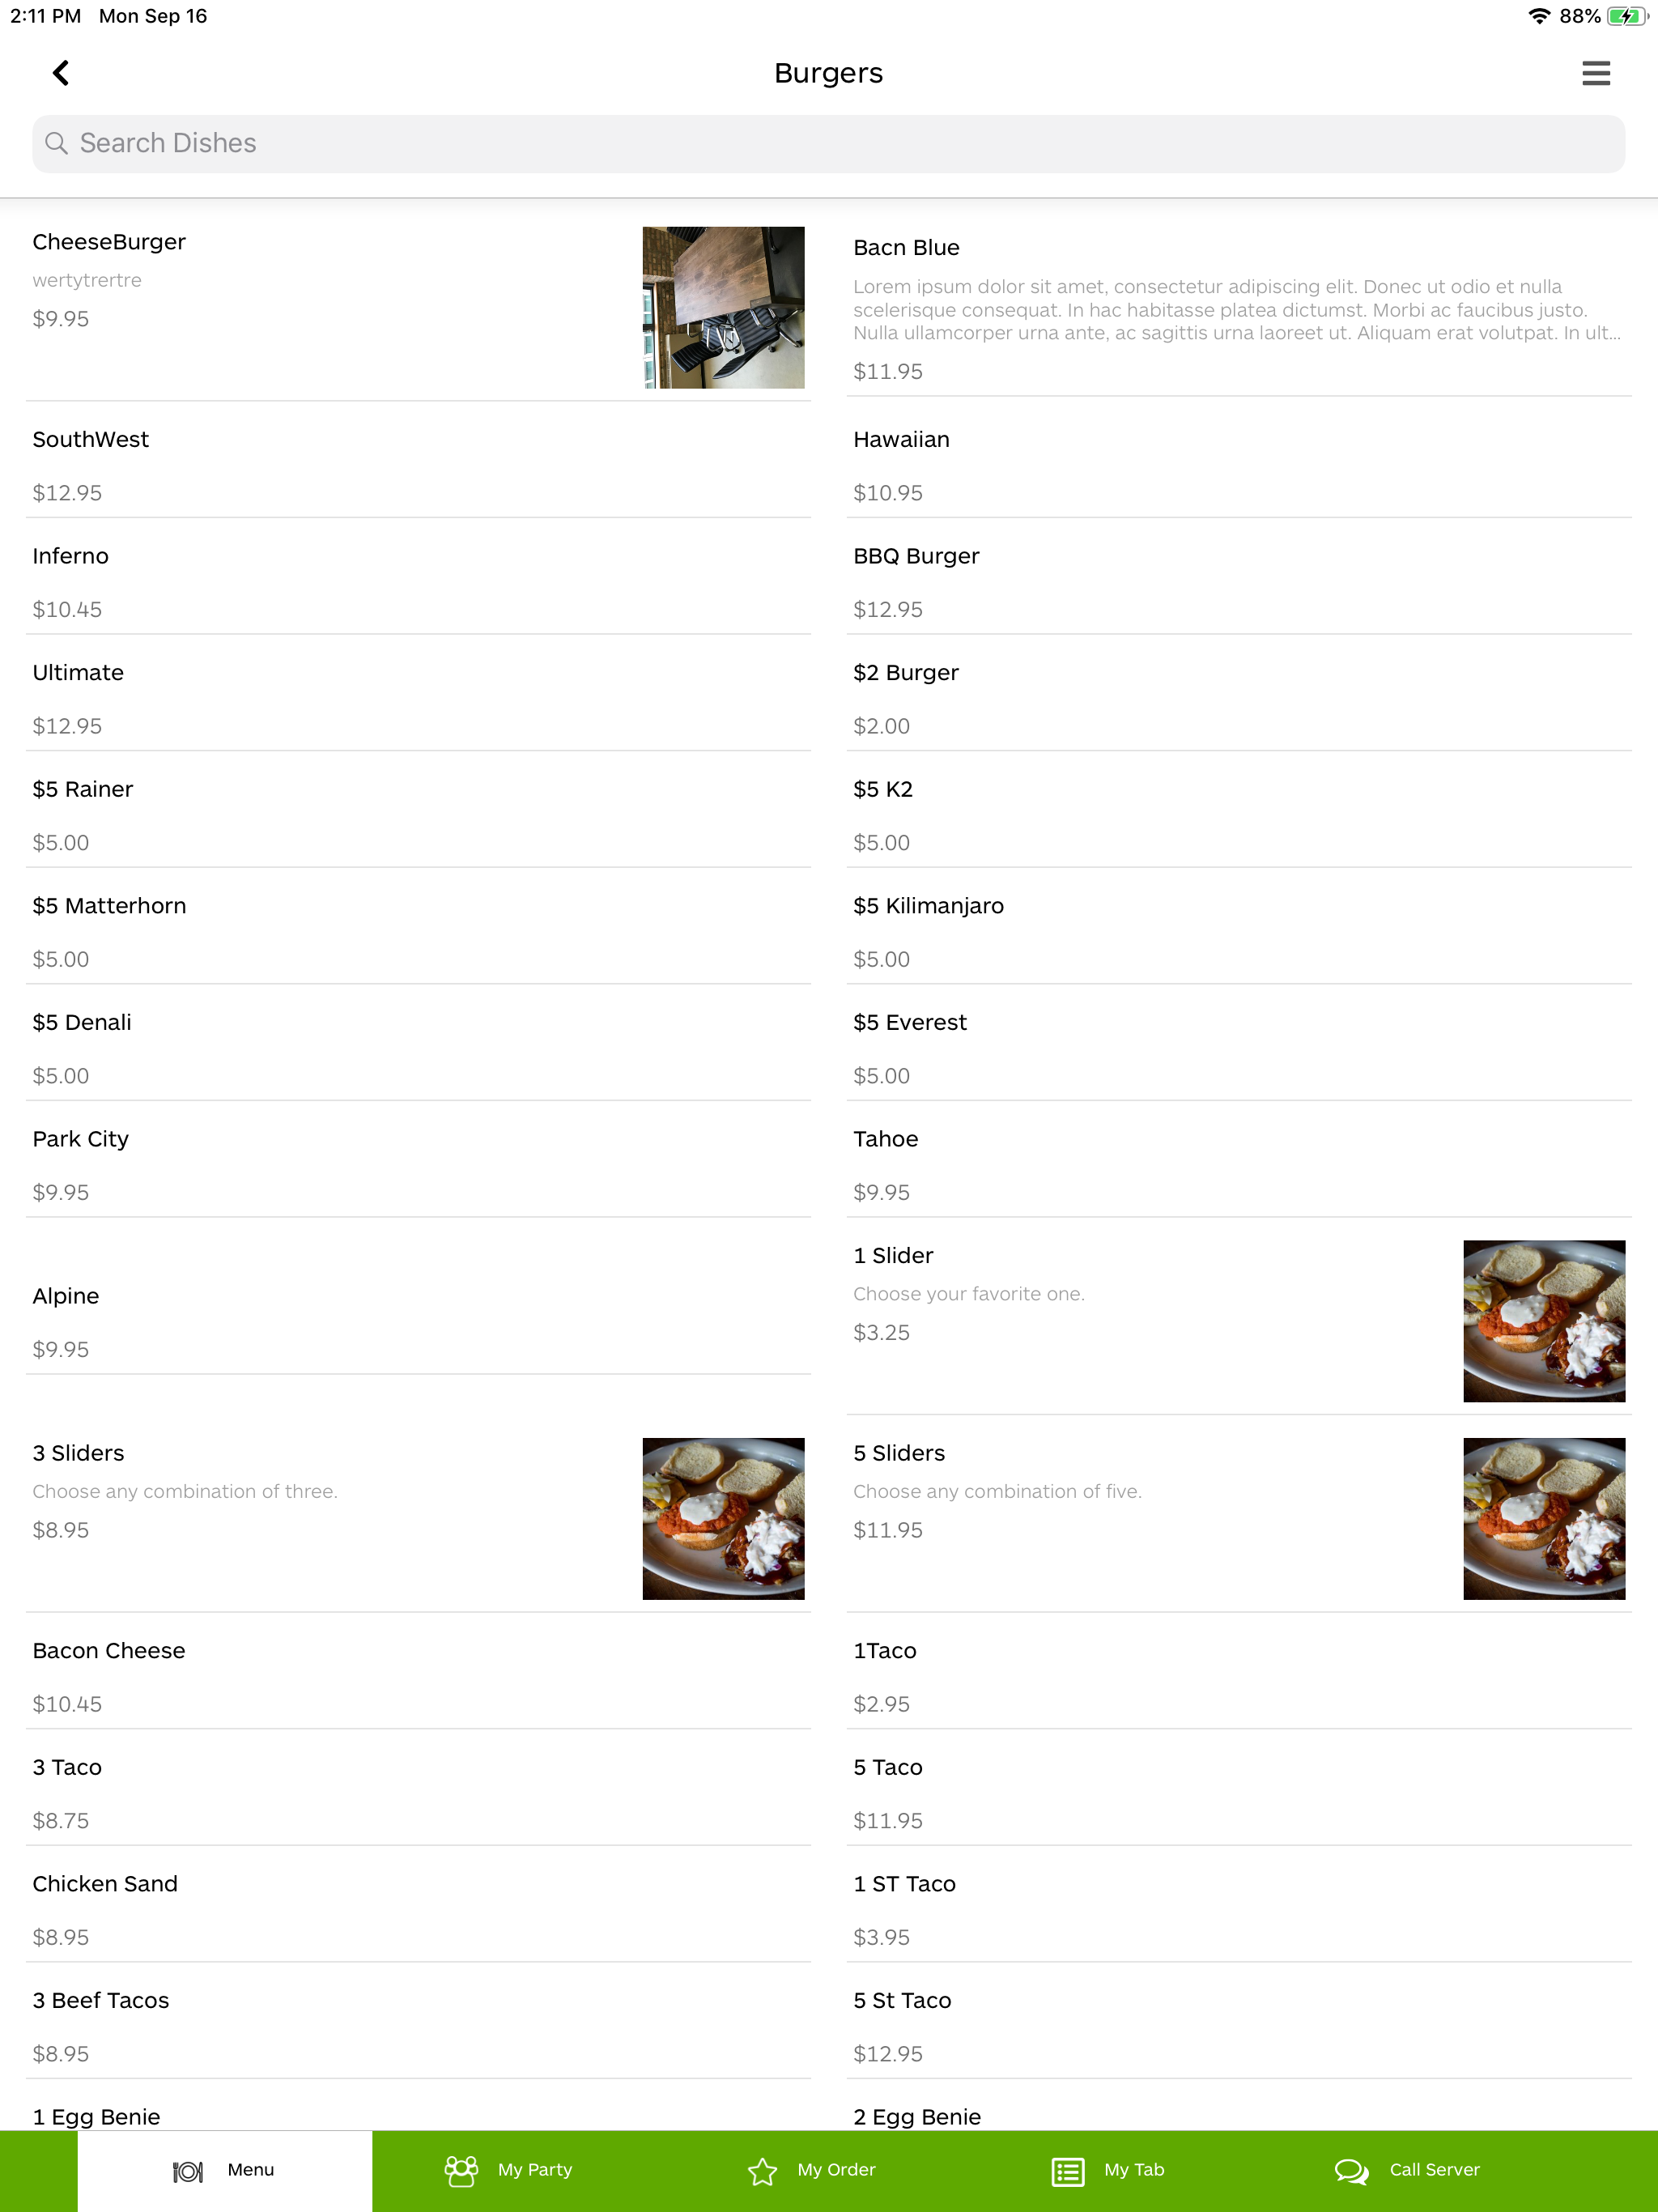 2:11 PM Mon Sep 16
88%
Burgers
Search Dishes
CheeseBurger
wertytrertre
$9.95
Bacn Blue
Lorem ipsum dolor sit amet, consectetur adipiscing elit. Donec ut odio et nulla
scelerisque consequat. In hac habitasse platea dictumst. Morbi ac faucibus justo.
Nulla ullamcorper urna ante, ac sagittis urna laoreet ut. Aliquam erat volutpat. In ult...
$11.95
SouthWest
$12.95
Hawaiian
$10.95
Inferno
$10.45
BBQ Burger
$12.95
Ultimate
$12.95
$2 Burger
$2.00
$5 Rainer
$5.00
$5 K2
$5.00
$5 Matterhorn
$5.00
$5 Kilimanjaro
$5.00
$5 Denali
$5.00
$5 Everest
$5.00
Park City
$9.95
Tahoe
$9.95
Alpine
$9.95
1 Slider
Choose your favorite one.
$3.25
3 Sliders
Choose any combination of three.
$8.95
5 Sliders
Choose any combination of five.
$11.95
Bacon Cheese
$10.45
1Taco
$2.95
3 Taco
$8.75
5 Taco
$11.95
Chicken Sand
$8.95
1 ST Taco
$3.95
3 Beef Tacos
$8.95
5 St Taco
$12.95
1 Egg Benie
2 Egg Benie
Menu
My Party
My Order
My Tab
Call Server